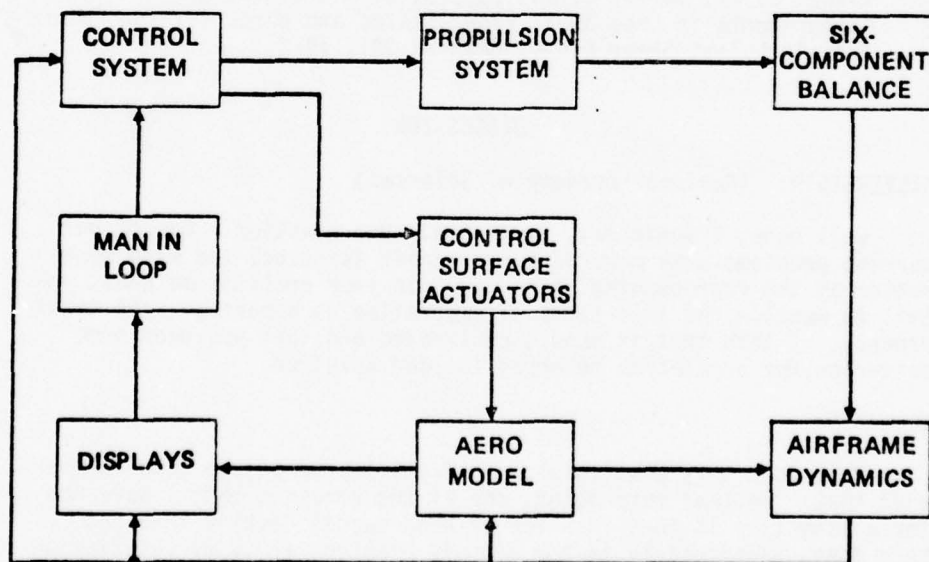 CONTROL
SYSTEM
PROPULSION
SYSTEM
SIX-
COMPONENT
BALANCE
MAN IN
LOOP
CONTROL
SURFACE
ACTUATORS
DISPLAYS
AERO
MODEL
AIRFRAME
DYNAMICS